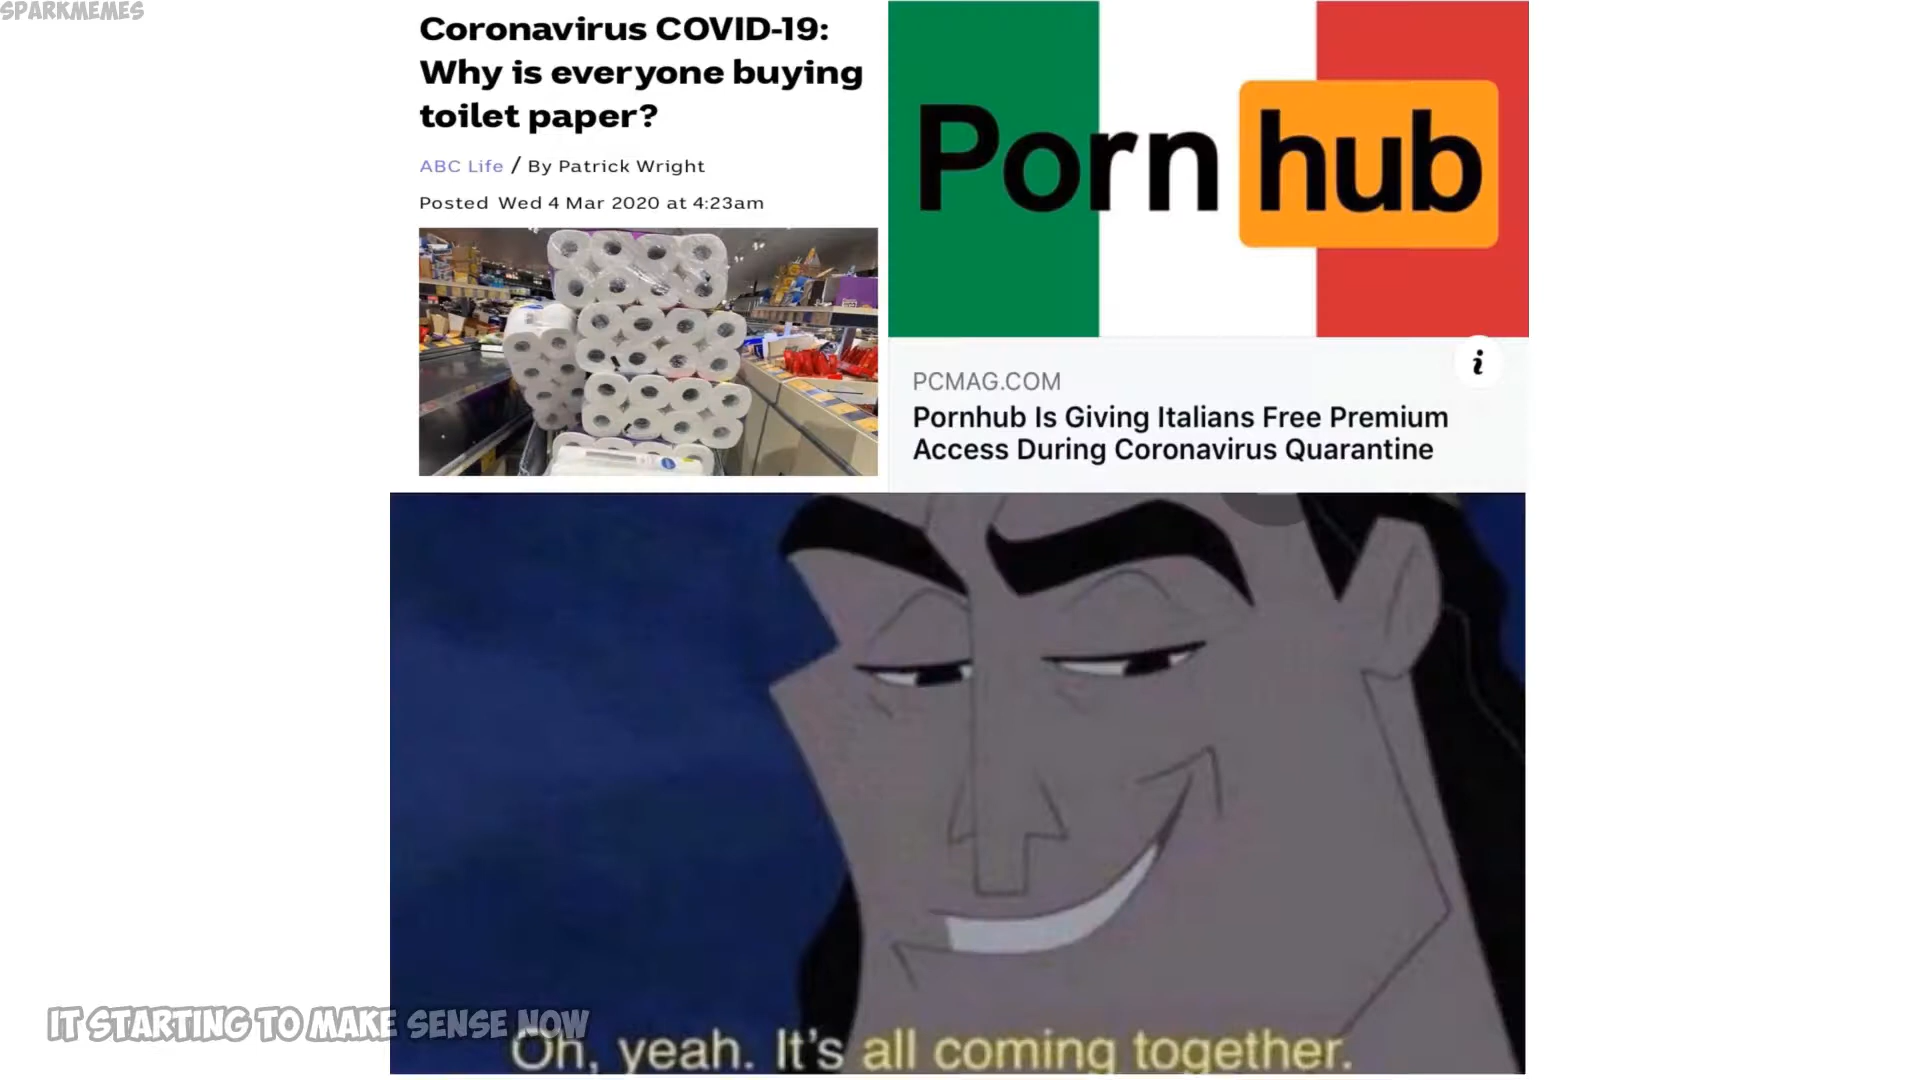 SPARKMEMES
Coronavirus COVID-19:
Why is everyone buying
toilet paper?
ABC Life / By Patrick Wright
Posted Wed 4 Mar 2020 at 4:23am
Porn hub
i
PCMAG.COM
Pornhub Is Giving Italians Free Premium
Access During Coronavirus Quarantine
IT STARTING TO MAKE SENSE NOW
Oh, yeah. It's all coming together.